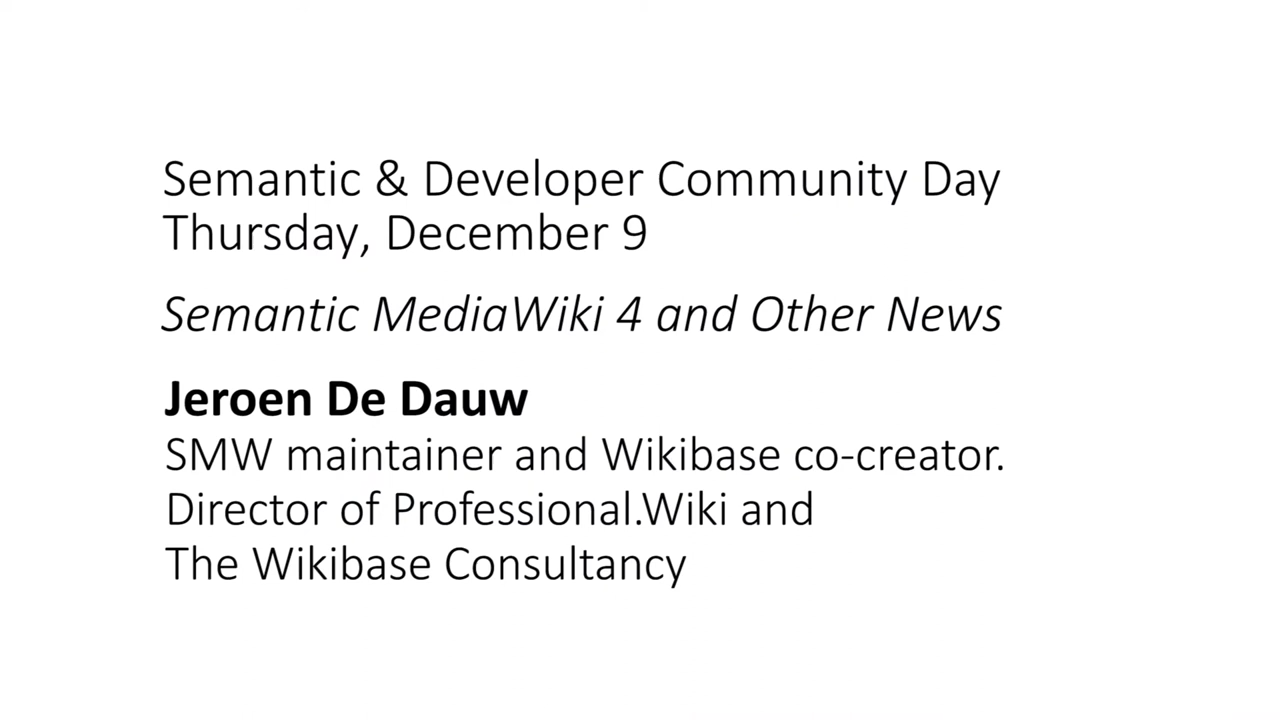 Semantic & Developer Community Day
Thursday, December 9
Semantic MediaWiki 4 and Other News
Jeroen De Dauw
SMW maintainer and Wikibase co-creator.
Director of Professional.Wiki and
The Wikibase Consultancy